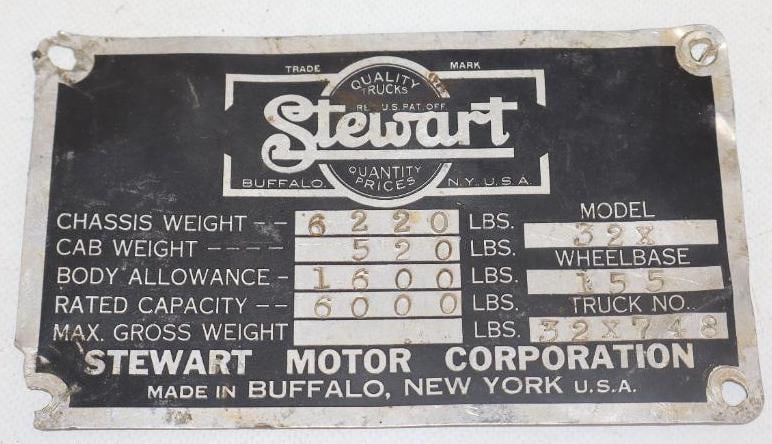 TRADE MARK
QUALITY
TRUCKS
U.S. PAT. OFF.
Stewart
QUANTITY
PRICES
BUFFALO. N.Y. U.S.A.
MODEL
CHASSIS WEIGHT -- 6220 LBS. 32X
CAB WEIGHT ---- 520 LBS. WHEELBASE
BODY ALLOWANCE - 1600 LBS. 155
RATED CAPACITY -- 6000 LBS. TRUCK NO..
MAX. GROSS WEIGHT LBS. 32X748
STEWART MOTOR CORPORATION
MADE IN BUFFALO, NEW YORK U.S.A.